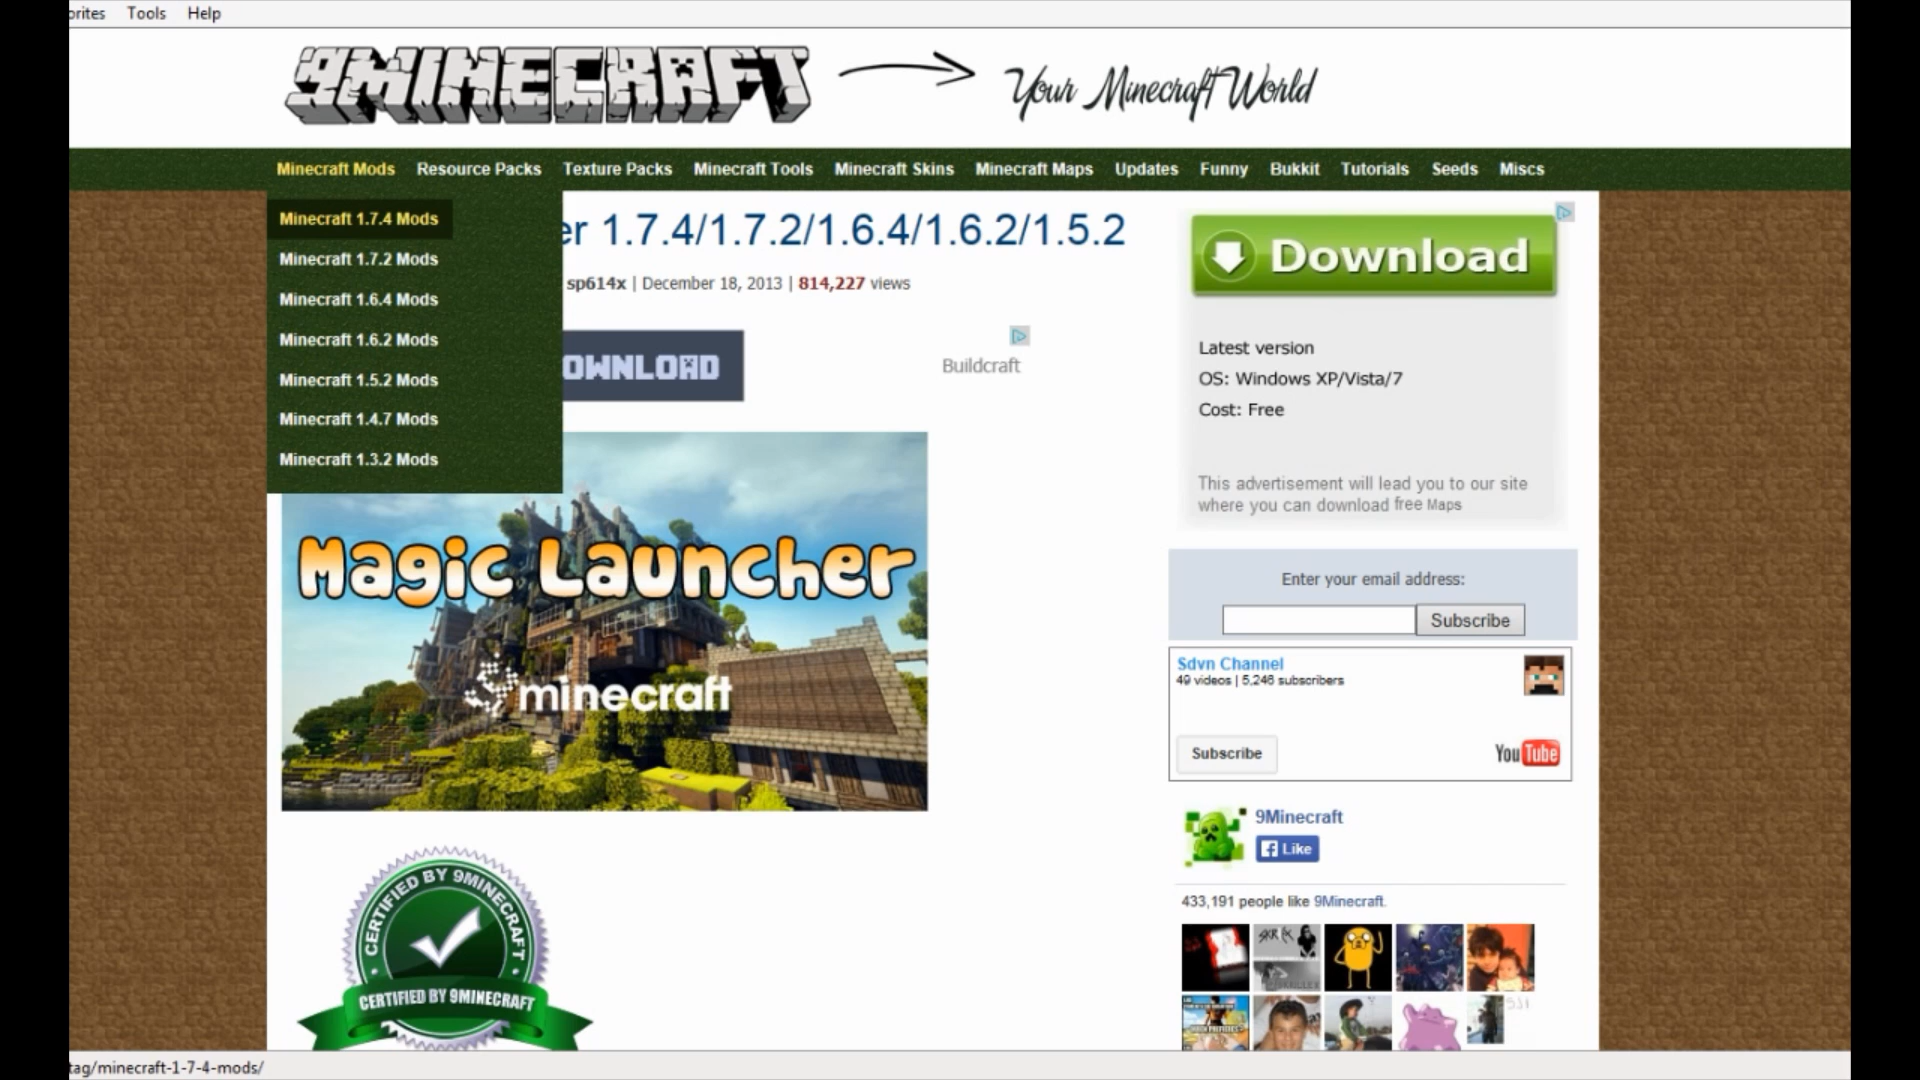 orites Tools Help
9MINECRAFT
Your Minecraft World
Minecraft Mods Resource Packs Texture Packs Minecraft Tools Minecraft Skins Minecraft Maps Updates Funny Bukkit Tutorials Seeds Miscs
Minecraft 1.7.4 Mods
Minecraft 1.7.2 Mods
Minecraft 1.6.4 Mods
Minecraft 1.6.2 Mods
Minecraft 1.5.2 Mods
Minecraft 1.4.7 Mods
Minecraft 1.3.2 Mods
er 1.7.4/1.7.2/1.6.4/1.6.2/1.5.2
sp614x | December 18, 2013 | 814,227 views
OWNLOAD
Buildcraft
Magic Launcher
9minecraft
CERTIFIED BY 9MINECRAFT
CERTIFIED BY 9MINECRAFT
Download
Latest version
OS: Windows XP/Vista/7
Cost: Free
This advertisement will lead you to our site
where you can download free Maps
Enter your email address:
Subscribe
Sdvn Channel
49 videos | 5,246 subscribers
Subscribe
YouTube
9Minecraft
Like
433,191 people like 9Minecraft.
tag/minecraft-1-7-4-mods/